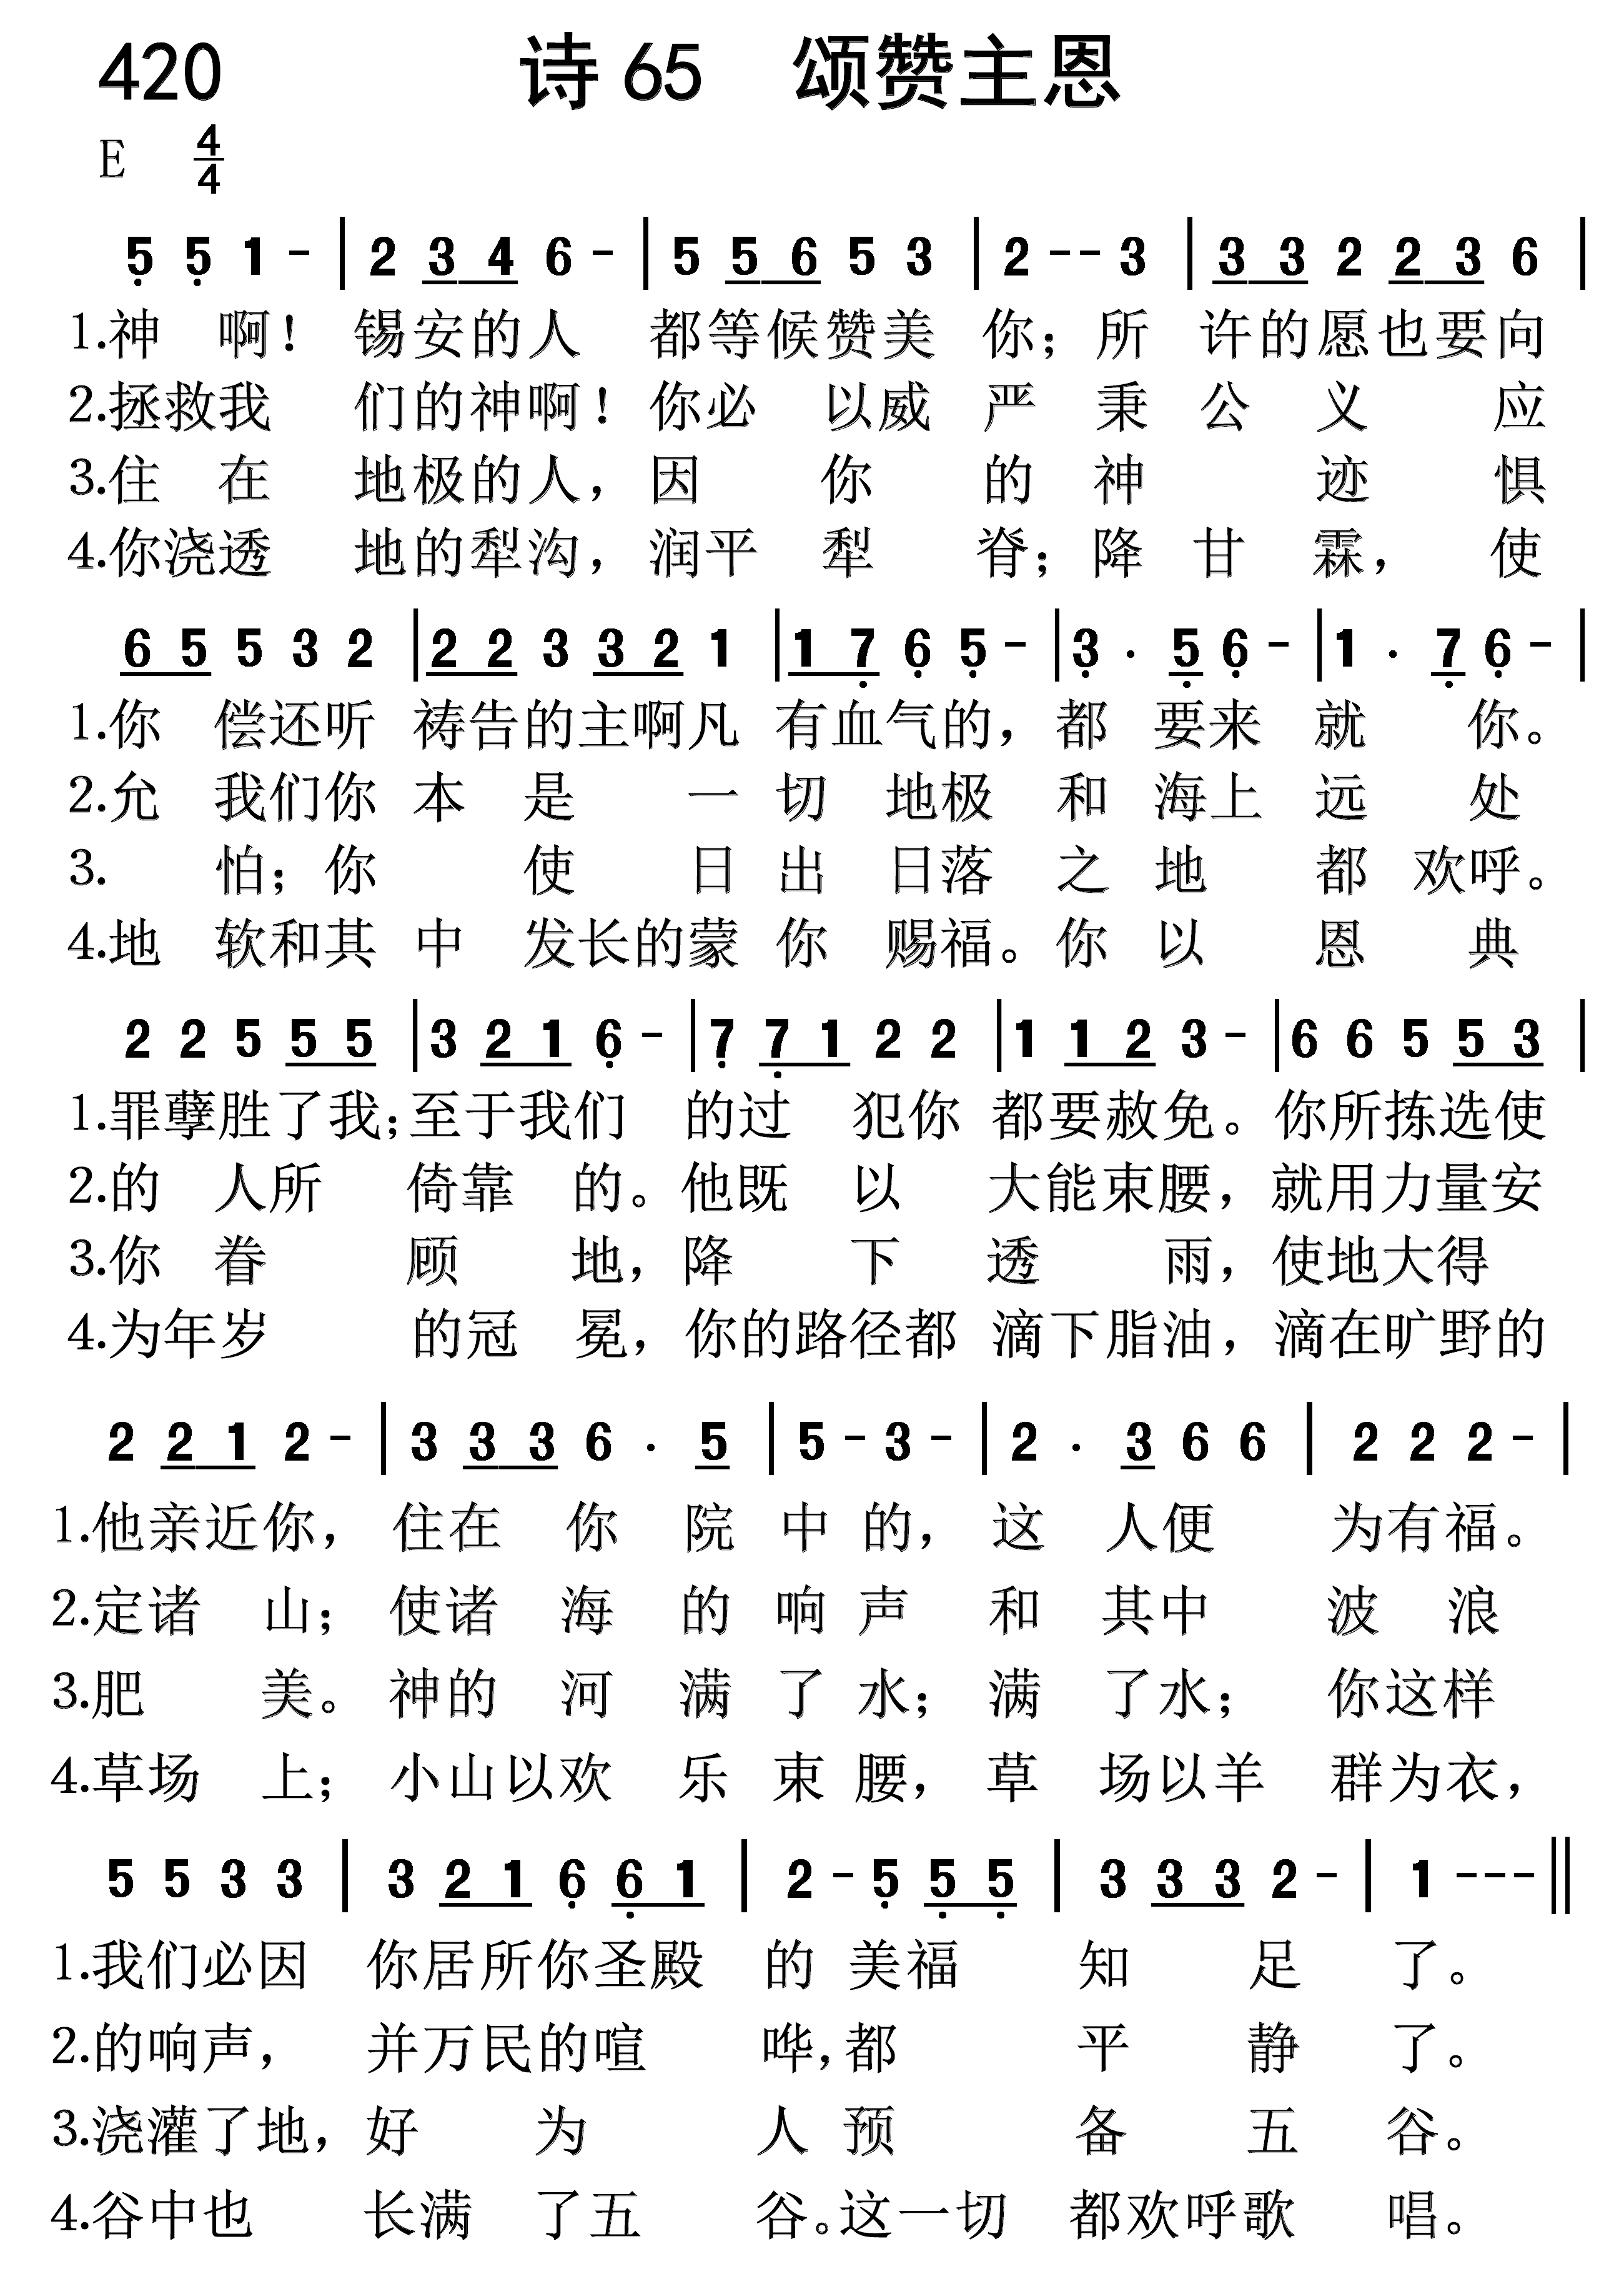 420 诗 65 颂赞主恩
E 4/4
5 5 1 - | 2 3 4 6 - | 5 5 6 5 3 | 2 - - 3 | 3 3 2 2 3 6 |
1.神 啊！ 锡安的人 都等候赞美 你；所 许的愿也要向
2.拯救我 们的神啊！你必 以威 严 秉 公 义 应
3.住 在 地极的人，因 你 的 神 迹 惧
4.你浇透 地的犁沟，润平 犁 脊；降 甘 霖， 使
6 5 5 3 2 | 2 2 3 3 2 1 | 1 7 6 5 - | 3 · 5 6 - | 1 · 7 6 - |
1.你 偿还听 祷告的主啊凡 有血气的，都 要来 就 你。
2.允 我们你 本 是 一 切 地极 和 海上 远 处
3. 怕；你 使 日 出 日落 之 地 都 欢呼。
4.地 软和其 中 发长的蒙 你 赐福。你 以 恩 典
2 2 5 5 5 | 3 2 1 6 - | 7 7 1 2 2 | 1 1 2 3 - | 6 6 5 5 3 |
1.罪孽胜了我；至于我们 的过 犯你 都要赦免。你所拣选使
2.的 人所 倚靠 的。他既 以 大能束腰，就用力量安
3.你 眷 顾 地，降 下 透 雨，使地大得
4.为年岁 的冠 冕，你的路径都 滴下脂油，滴在旷野的
2 2 1 2 - | 3 3 3 6 · 5 | 5 - 3 - | 2 · 3 6 6 | 2 2 2 - |
1.他亲近你， 住在 你 院 中 的， 这 人便 为有福。
2.定诸 山； 使诸 海 的 响 声 和 其中 波 浪
3.肥 美。 神的 河 满 了 水； 满 了水； 你这样
4.草场 上； 小山以欢 乐 束 腰， 草 场以羊 群为衣，
5 5 3 3 | 3 2 1 6 6 1 | 2 - 5 5 5 | 3 3 3 2 - | 1 - - - ||
1.我们必因 你居所你圣殿 的 美福 知 足 了。
2.的响声， 并万民的喧 哗，都 平 静 了。
3.浇灌了地，好 为 人 预 备 五 谷。
4.谷中也 长满 了五 谷。这一切 都欢呼歌 唱。